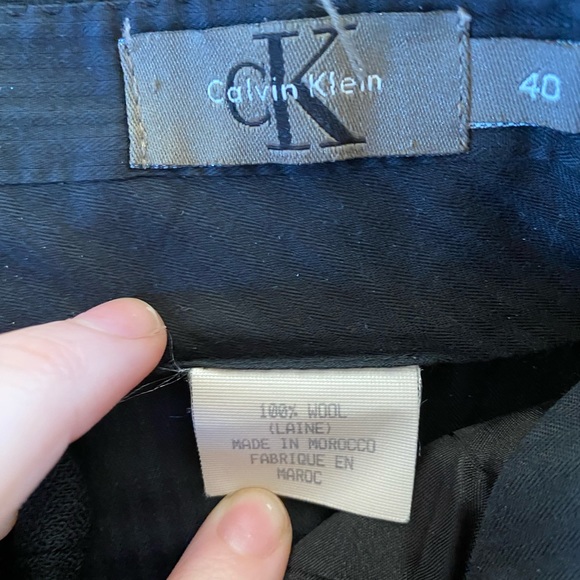 cK
Calvin Klein
40
100% WOOL
(LAINE)
MADE IN MOROCCO
FABRIQUE EN
MAROC